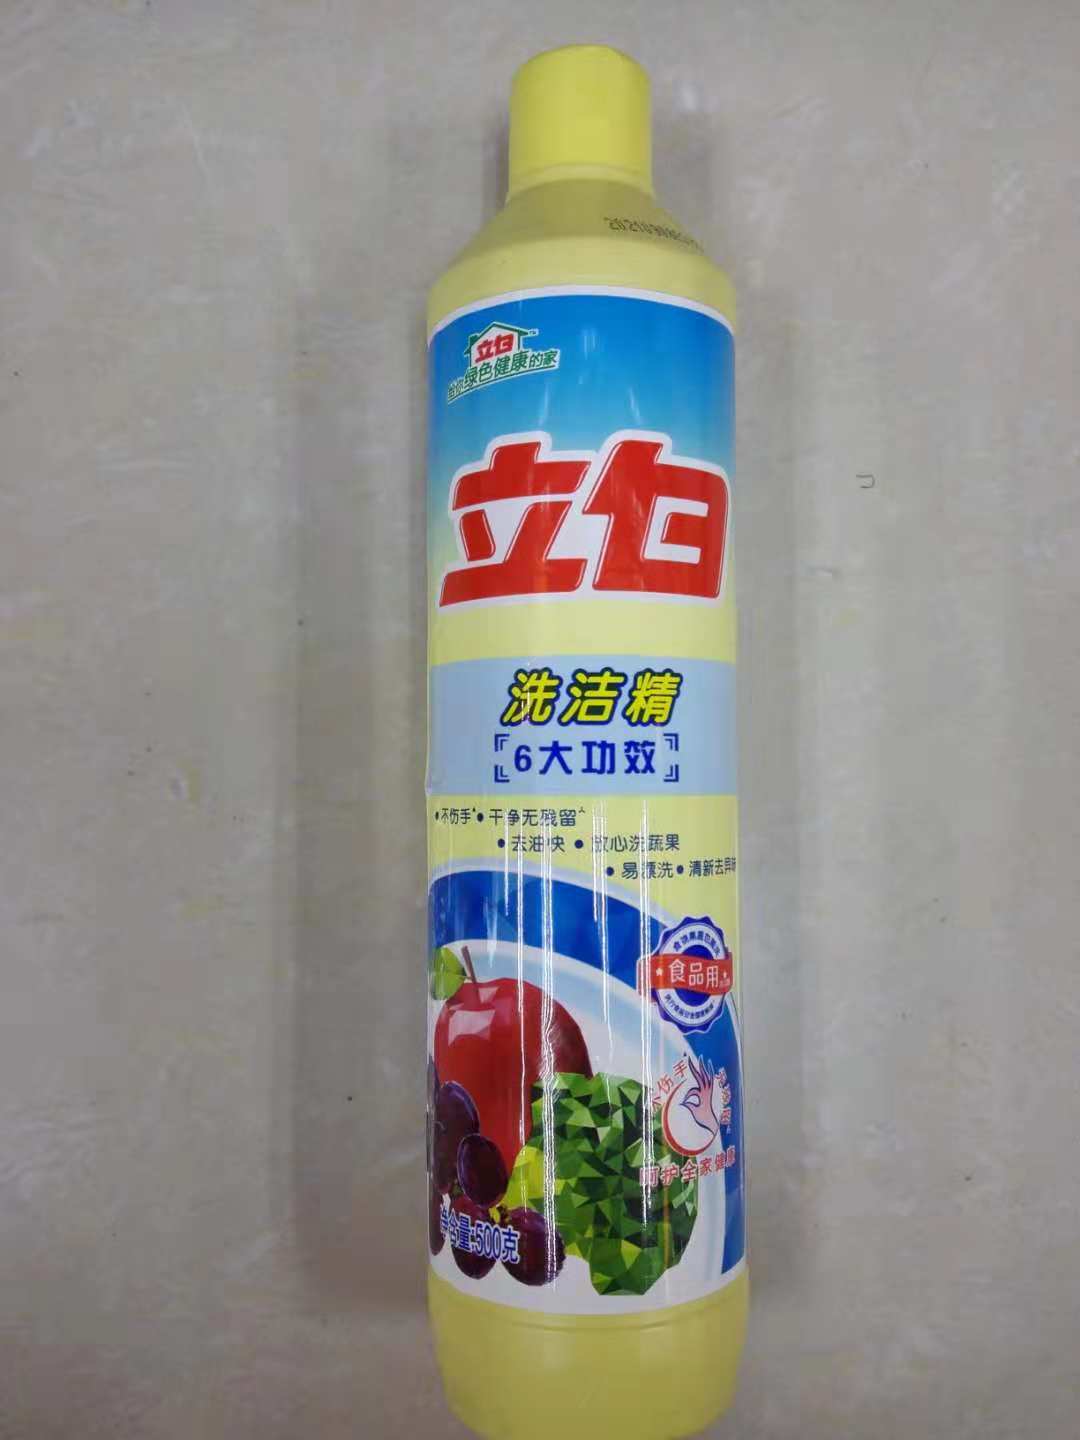 立白
给你绿色健康的家
立白
洗洁精
6大功效
•不伤手 •干净无残留
•去油快 •放心洗蔬果
•易漂洗 •清新去异味
食品用
不伤手
呵护全家健康
净含量:500克